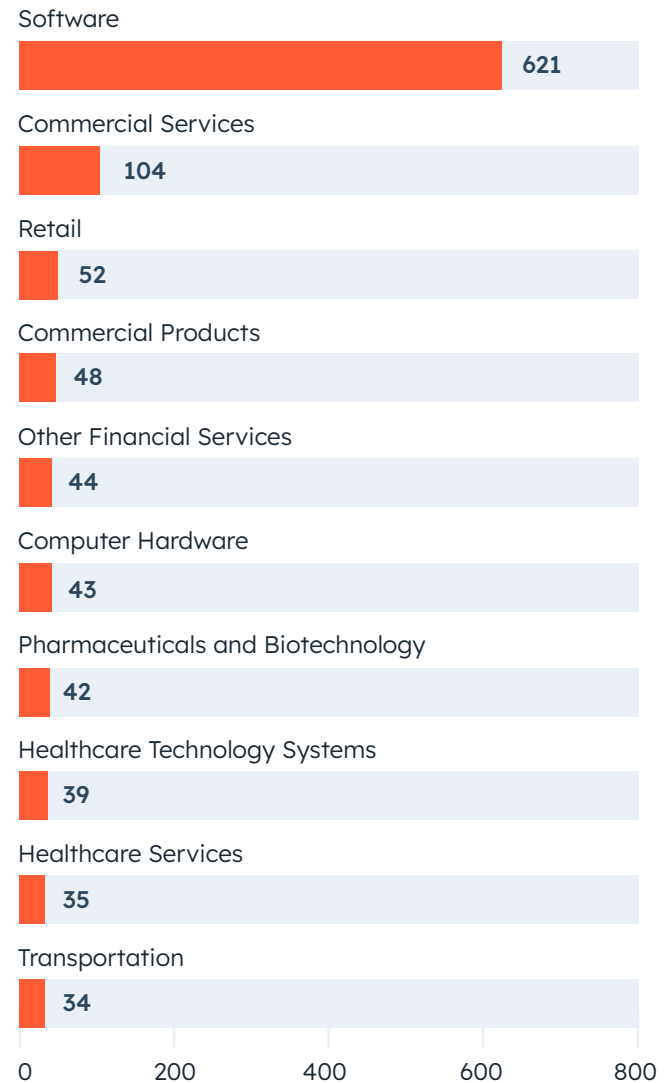 Software
621
Commercial Services
104
Retail
52
Commercial Products
48
Other Financial Services
44
Computer Hardware
43
Pharmaceuticals and Biotechnology
42
Healthcare Technology Systems
39
Healthcare Services
35
Transportation
34
0 200 400 600 800